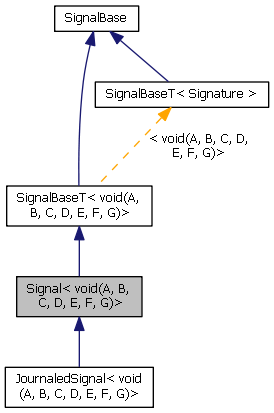 SignalBase
SignalBaseT< Signature >
< void(A, B, C, D,
E, F, G)>
SignalBaseT< void(A,
B, C, D, E, F, G)>
Signal< void(A, B,
C, D, E, F, G)>
JournaledSignal< void
(A, B, C, D, E, F, G)>